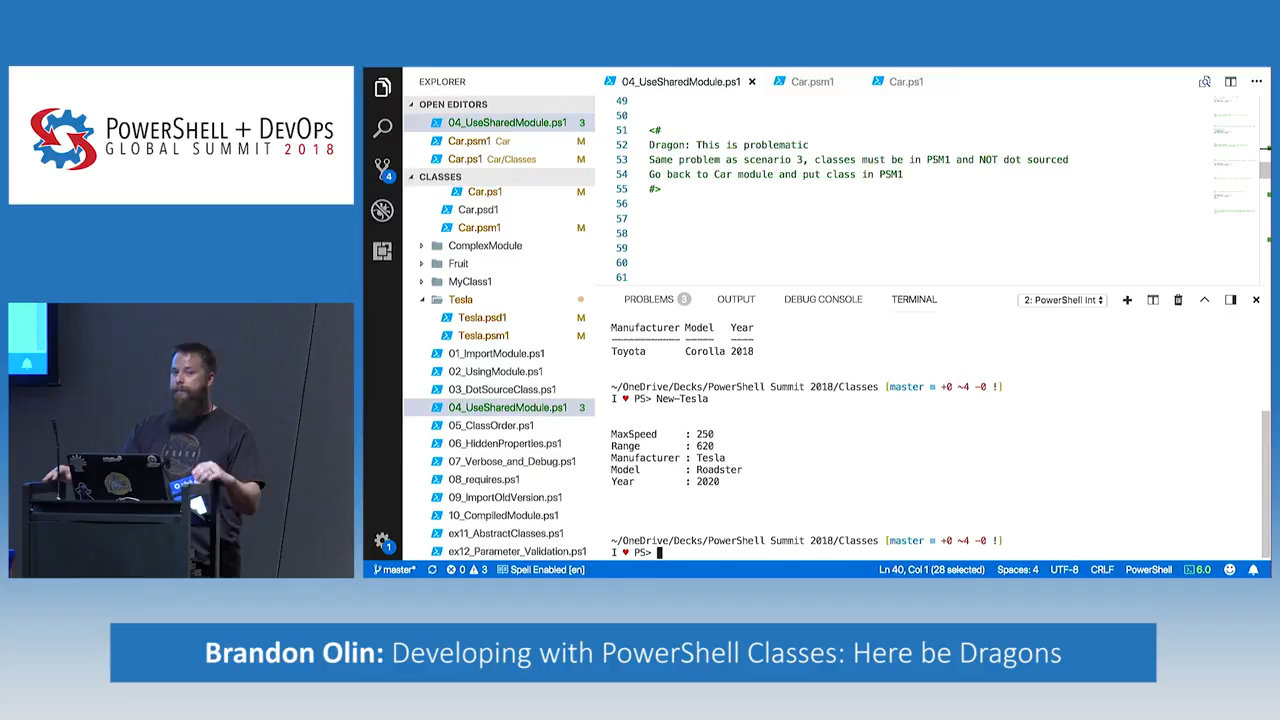 POWERSHELL + DEVOPS
GLOBAL SUMMIT 2018
EXPLORER
OPEN EDITORS
04_UseSharedModule.ps1 3
Car.psm1 Car M
Car.ps1 Car/Classes M
CLASSES
Car.ps1 M
Car.psd1
Car.psm1 M
ComplexModule
Fruit
MyClass1
Tesla
Tesla.psd1 M
Tesla.psm1 M
01_ImportModule.ps1
02_UsingModule.ps1
03_DotSourceClass.ps1
04_UseSharedModule.ps1 3
05_ClassOrder.ps1
06_HiddenProperties.ps1
07_Verbose_and_Debug.ps1
08_requires.ps1
09_ImportOldVersion.ps1
10_CompiledModule.ps1
ex11_AbstractClasses.ps1
ex12_Parameter_Validation.ps1
4
1
04_UseSharedModule.ps1 Car.psm1 Car.ps1
49
50
51 <#
52 Dragon: This is problematic
53 Same problem as scenario 3, classes must be in PSM1 and NOT dot sourced
54 Go back to Car module and put class in PSM1
55 #>
56
57
58
59
60
61
PROBLEMS 3 OUTPUT DEBUG CONSOLE TERMINAL 2: PowerShell Int
Manufacturer Model Year
------------ ----- ----
Toyota Corolla 2018
~/OneDrive/Decks/PowerShell Summit 2018/Classes [master ≡ +0 ~4 -0 !]
I ♥ PS> New-Tesla
MaxSpeed : 250
Range : 620
Manufacturer : Tesla
Model : Roadster
Year : 2020
~/OneDrive/Decks/PowerShell Summit 2018/Classes [master ≡ +0 ~4 -0 !]
I ♥ PS>
master* 0 3 Spell Enabled [en] Ln 40, Col 1 (28 selected) Spaces: 4 UTF-8 CRLF PowerShell 6.0
Brandon Olin: Developing with PowerShell Classes: Here be Dragons